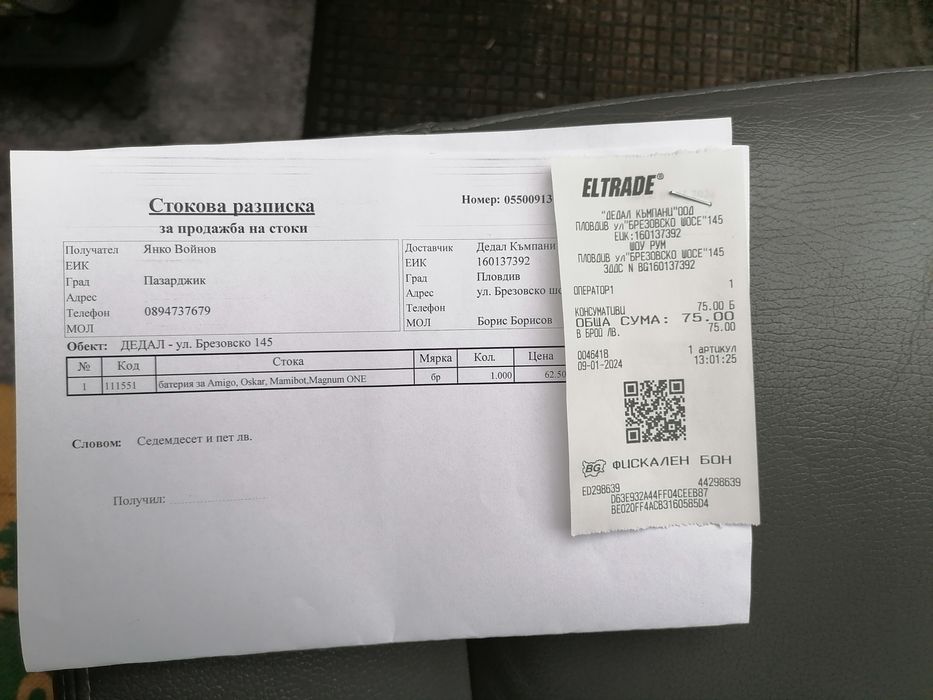 Стокова разписка
за продажба на стоки
Номер: 05500913
Получател Янко Войнов
ЕИК
Град Пазарджик
Адрес
Телефон 0894737679
МОЛ
Доставчик Дедал Къмпани
ЕИК 160137392
Град Пловдив
Адрес ул. Брезовско
Телефон
МОЛ Борис Борисов
Обект: ДЕДАЛ - ул. Брезовско 145
№ Код Стока Мярка Кол. Цена
1 111551 батерия за Amigo, Oskar, Mamibot,Magnum ONE бр 1.000 62.50
Словом: Седемдесет и пет лв.
Получил:
ELTRADE®
"ДЕДАЛ КЪМПАНИ"ООД
ПЛОВДИВ ул"БРЕЗОВСКО ШОСЕ"145
ЕИК:160137392
ШОУ РУМ
ПЛОВДИВ ул"БРЕЗОВСКО ШОСЕ"145
ЗДДС N BG160137392
ОПЕРАТОР1 1
КОНСУМАТИВИ 75.00 Б
ОБЩА СУМА: 75.00
В БРОЙ ЛВ. 75.00
0046418 1 артикул
09-01-2024 13:01:25
BG ФИСКАЛЕН БОН
ED298639 44298639
D63E932A44FF04CEEB87
BE020FF4ACB3160585D4